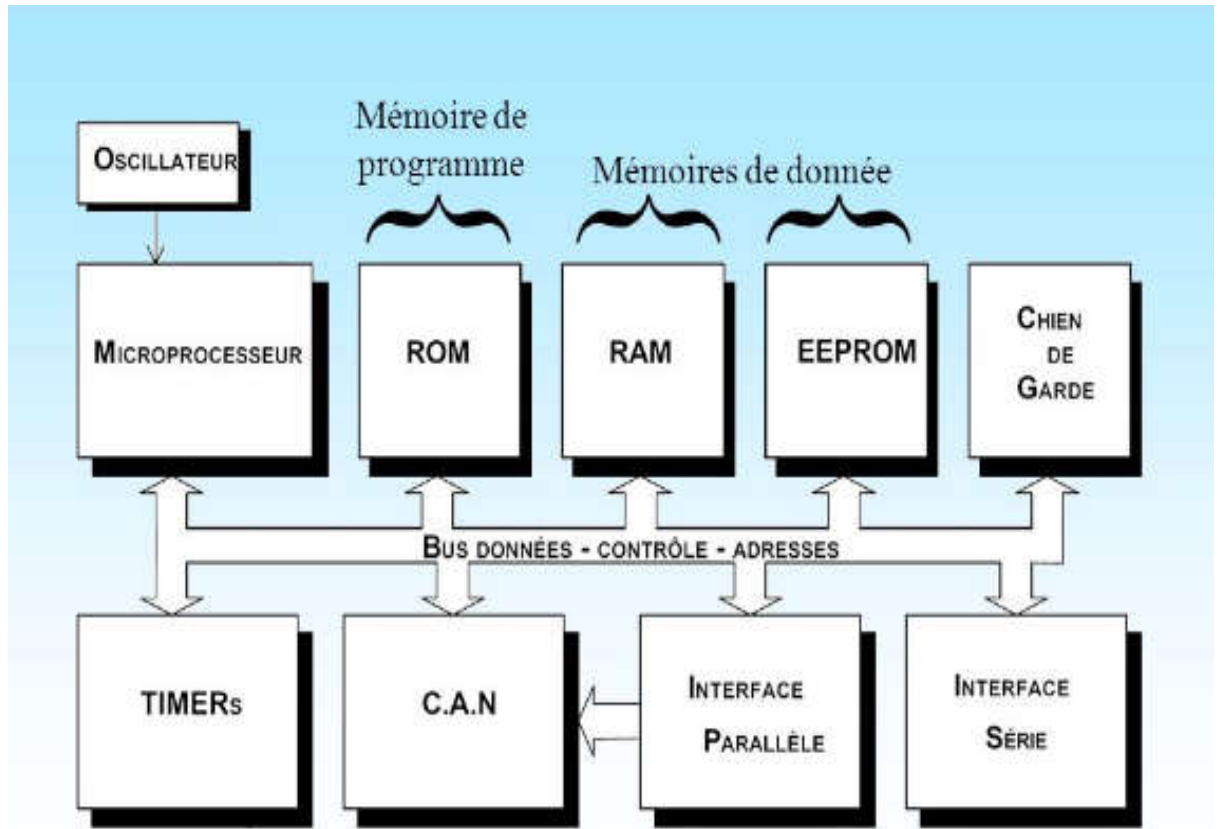 Mémoire de
programme
Mémoires de donnée
OSCILLATEUR
MICROPROCESSEUR
ROM
RAM
EEPROM
CHIEN
DE
GARDE
BUS DONNÉES - CONTRÔLE - ADRESSES
TIMERs
C.A.N
INTERFACE
PARALLÈLE
INTERFACE
SÉRIE